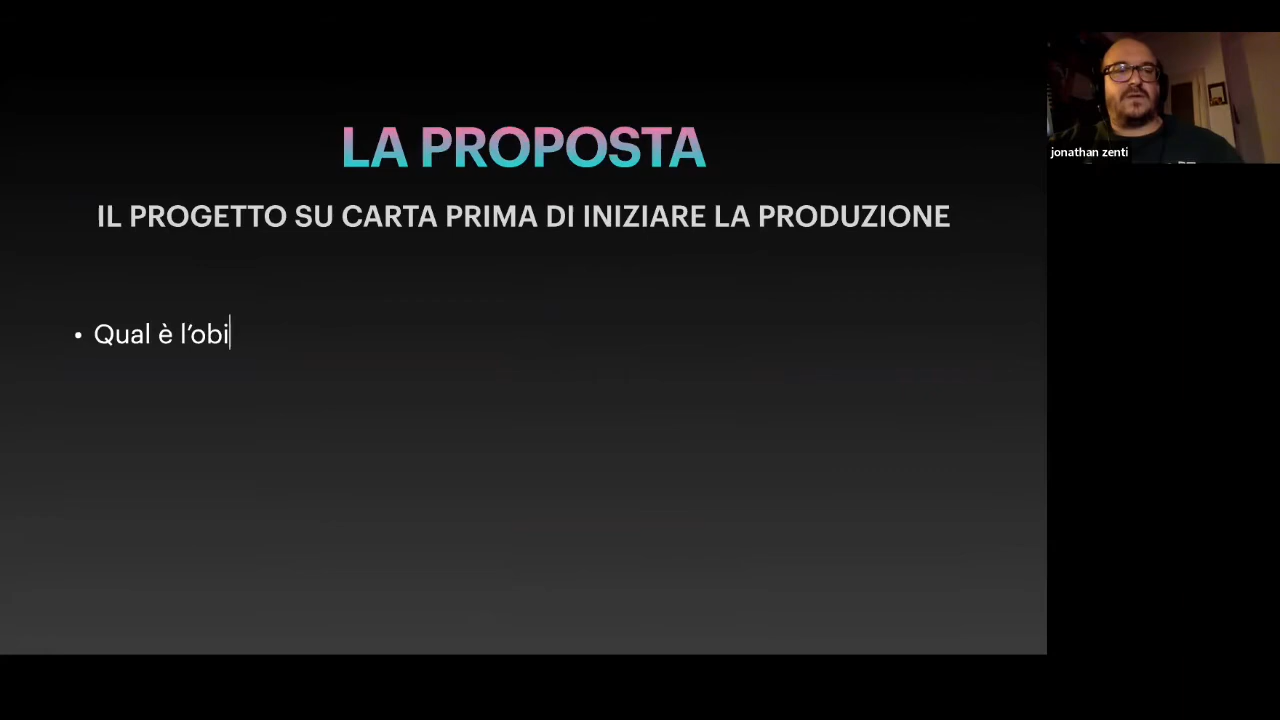 LA PROPOSTA
IL PROGETTO SU CARTA PRIMA DI INIZIARE LA PRODUZIONE
• Qual è l’obi
jonathan zenti